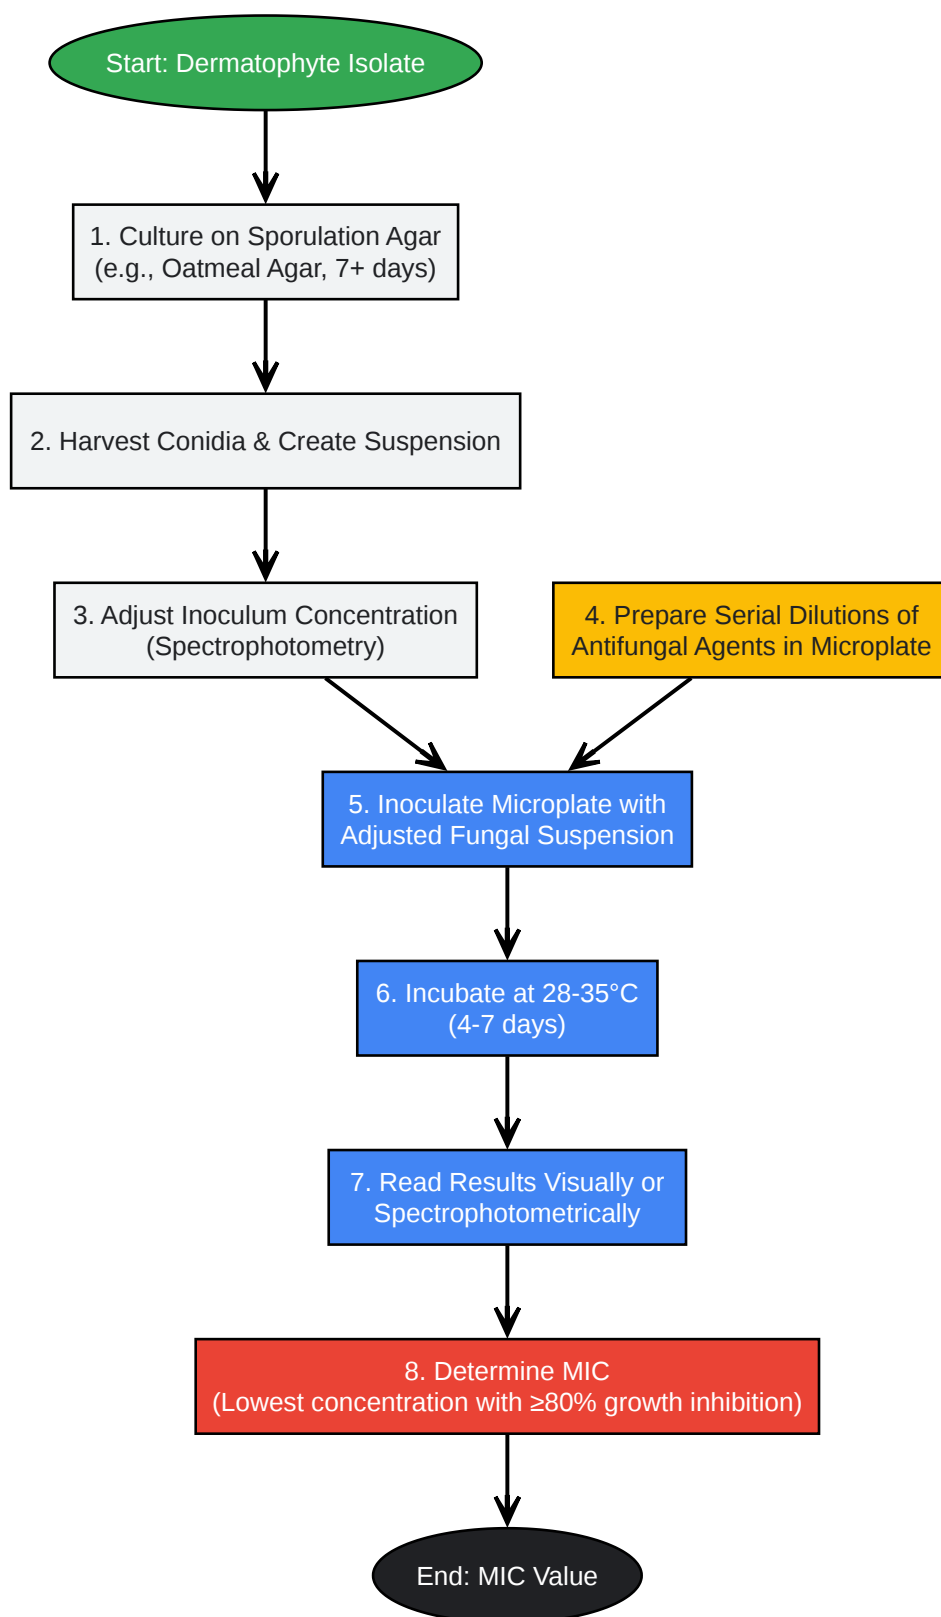 Start: Dermatophyte Isolate
1. Culture on Sporulation Agar
(e.g., Oatmeal Agar, 7+ days)
2. Harvest Conidia & Create Suspension
3. Adjust Inoculum Concentration
(Spectrophotometry)
4. Prepare Serial Dilutions of
Antifungal Agents in Microplate
5. Inoculate Microplate with
Adjusted Fungal Suspension
6. Incubate at 28-35°C
(4-7 days)
7. Read Results Visually or
Spectrophotometrically
8. Determine MIC
(Lowest concentration with ≥80% growth inhibition)
End: MIC Value